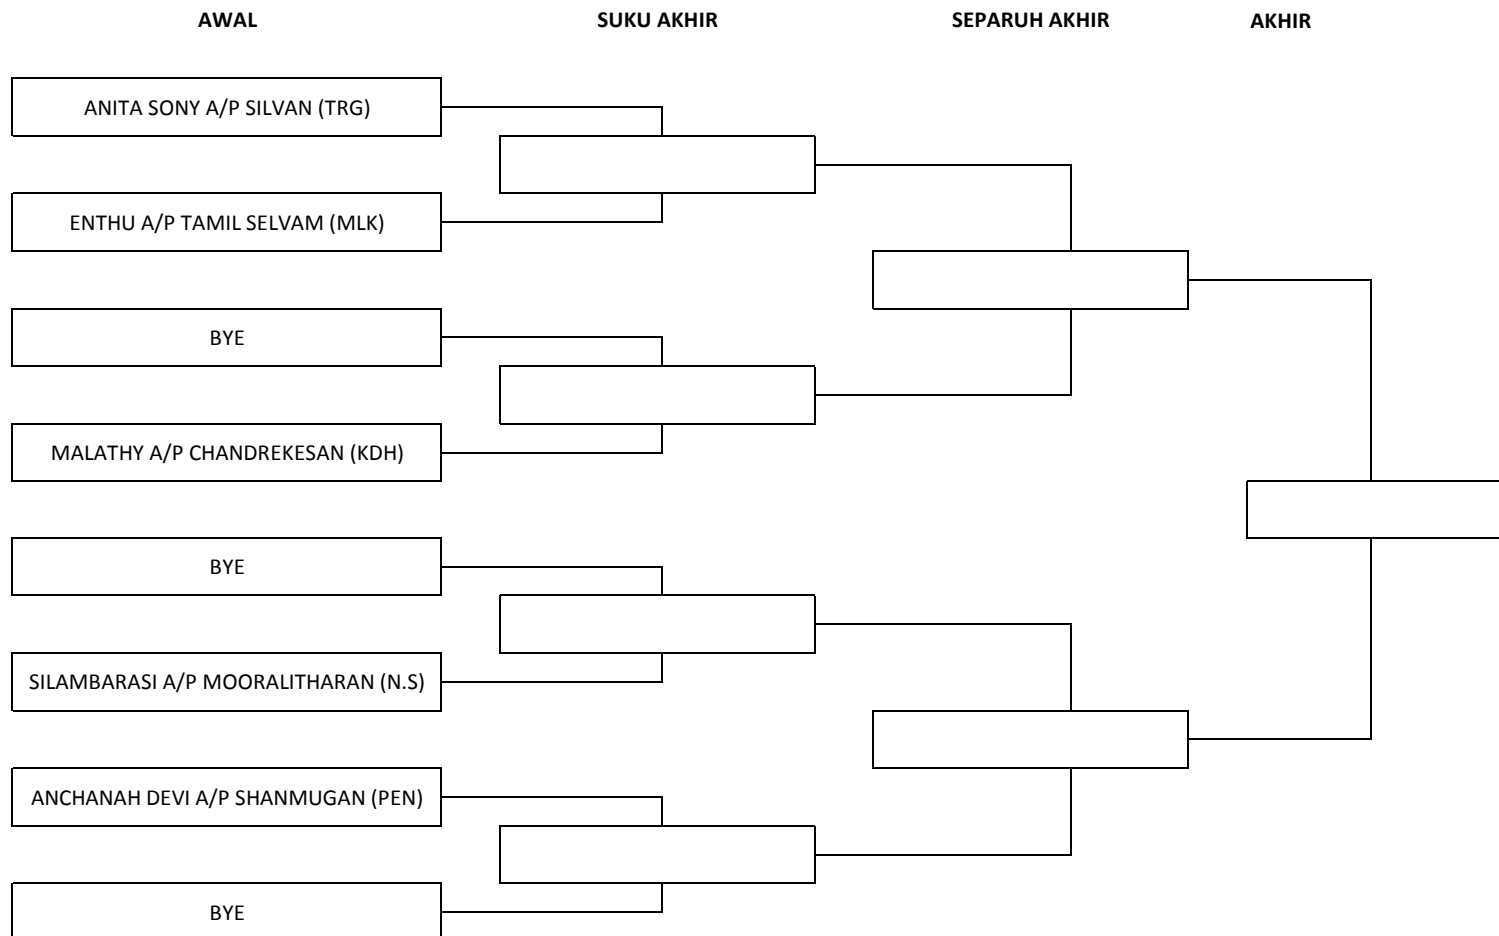 AWAL
SUKU AKHIR
SEPARUH AKHIR
AKHIR
ANITA SONY A/P SILVAN (TRG)
ENTHU A/P TAMIL SELVAM (MLK)
BYE
MALATHY A/P CHANDREKESAN (KDH)
BYE
SILAMBARASI A/P MOORALITHARAN (N.S)
ANCHANAH DEVI A/P SHANMUGAN (PEN)
BYE